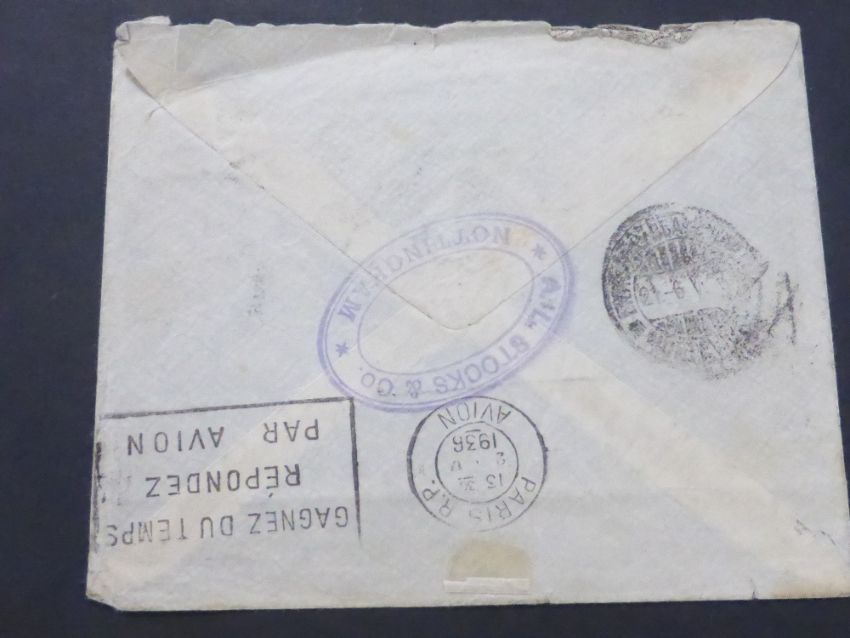 A.H. STOCKS & Co.
★ NOTTINGHAM ★
PARIS R.P.
1936
AVION
GAGNEZ DU TEMPS
RÉPONDEZ
PAR AVION